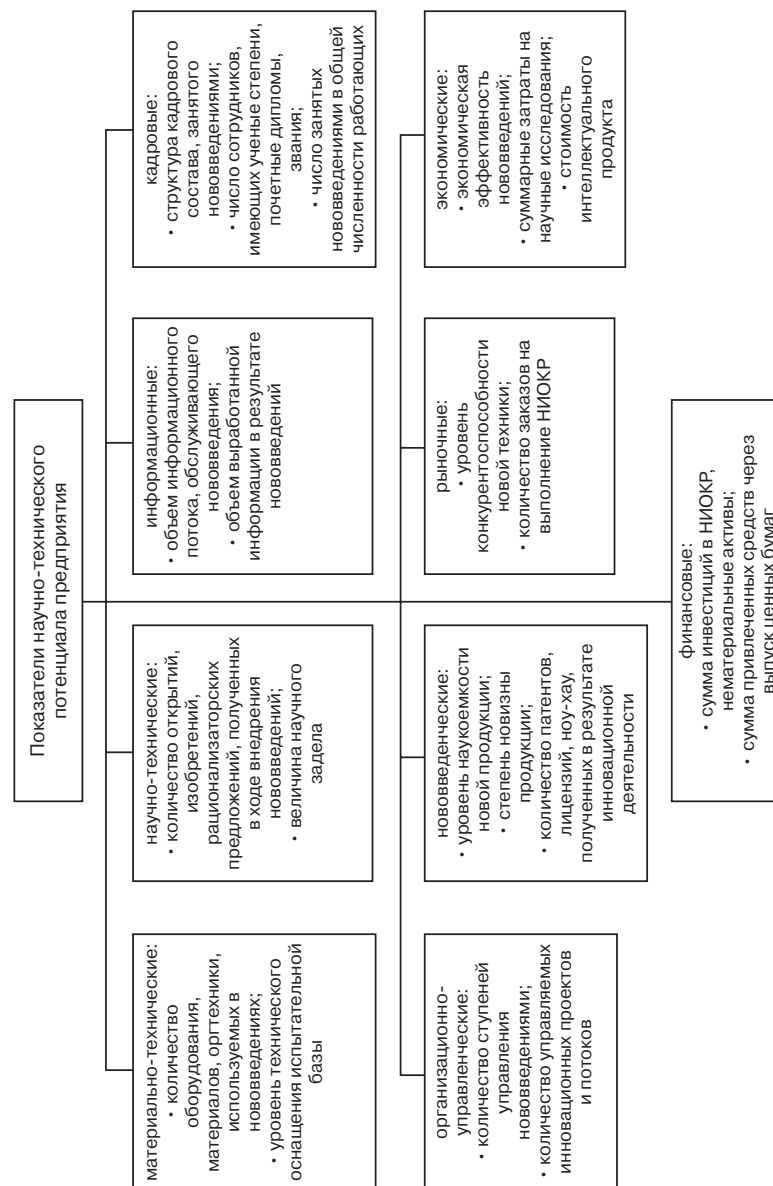 Показатели научно-технического
потенциала предприятия
материально-технические:
• количество
оборудования,
материалов, оргтехники,
используемых в
нововведениях;
• уровень технического
оснащения испытательной
базы
научно-технические:
• количество открытий,
изобретений,
рационализаторских
предложений, полученных
в ходе внедрения
нововведений;
• величина научного
задела
информационные:
• объем информационного
потока, обслуживающего
нововведения;
• объем выработанной
информации в результате
нововведений
кадровые:
• структура кадрового
состава, занятого
нововведениями;
• число сотрудников,
имеющих ученые степени,
почетные дипломы,
звания;
• число занятых
нововведениями в общей
численности работающих
организационно-
управленческие:
• количество ступеней
управления
нововведениями;
• количество управляемых
инновационных проектов
и потоков
нововведенческие:
• уровень наукоемкости
новой продукции;
• степень новизны
продукции;
• количество патентов,
лицензий, ноу-хау,
полученных в результате
инновационной
деятельности
рыночные:
• уровень
конкурентоспособности
новой техники;
• количество заказов на
выполнение НИОКР
экономические:
• экономическая
эффективность
нововведений;
• суммарные затраты на
научные исследования;
• стоимость
интеллектуального
продукта
финансовые:
• сумма инвестиций в НИОКР,
нематериальные активы;
• сумма привлеченных средств через
выпуск ценных бумаг